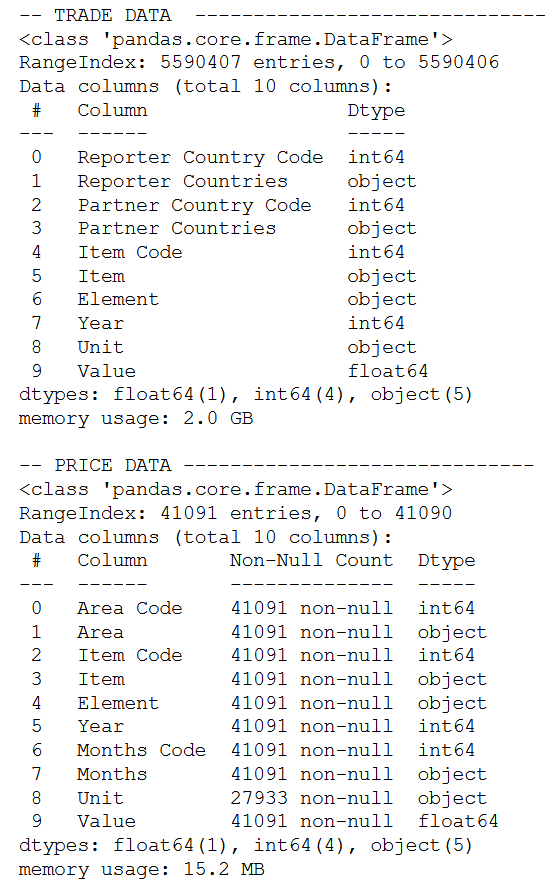 -- TRADE DATA  ------------------------------
<class 'pandas.core.frame.DataFrame'>
RangeIndex: 5590407 entries, 0 to 5590406
Data columns (total 10 columns):
 #   Column                 Dtype
---  ------                 -----
 0   Reporter Country Code  int64
 1   Reporter Countries     object
 2   Partner Country Code   int64
 3   Partner Countries      object
 4   Item Code              int64
 5   Item                   object
 6   Element                object
 7   Year                   int64
 8   Unit                   object
 9   Value                  float64
dtypes: float64(1), int64(4), object(5)
memory usage: 2.0 GB

-- PRICE DATA ------------------------------
<class 'pandas.core.frame.DataFrame'>
RangeIndex: 41091 entries, 0 to 41090
Data columns (total 10 columns):
 #   Column       Non-Null Count  Dtype
---  ------       --------------  -----
 0   Area Code    41091 non-null  int64
 1   Area         41091 non-null  object
 2   Item Code    41091 non-null  int64
 3   Item         41091 non-null  object
 4   Element      41091 non-null  object
 5   Year         41091 non-null  int64
 6   Months Code  41091 non-null  int64
 7   Months       41091 non-null  object
 8   Unit         27933 non-null  object
 9   Value        41091 non-null  float64
dtypes: float64(1), int64(4), object(5)
memory usage: 15.2 MB